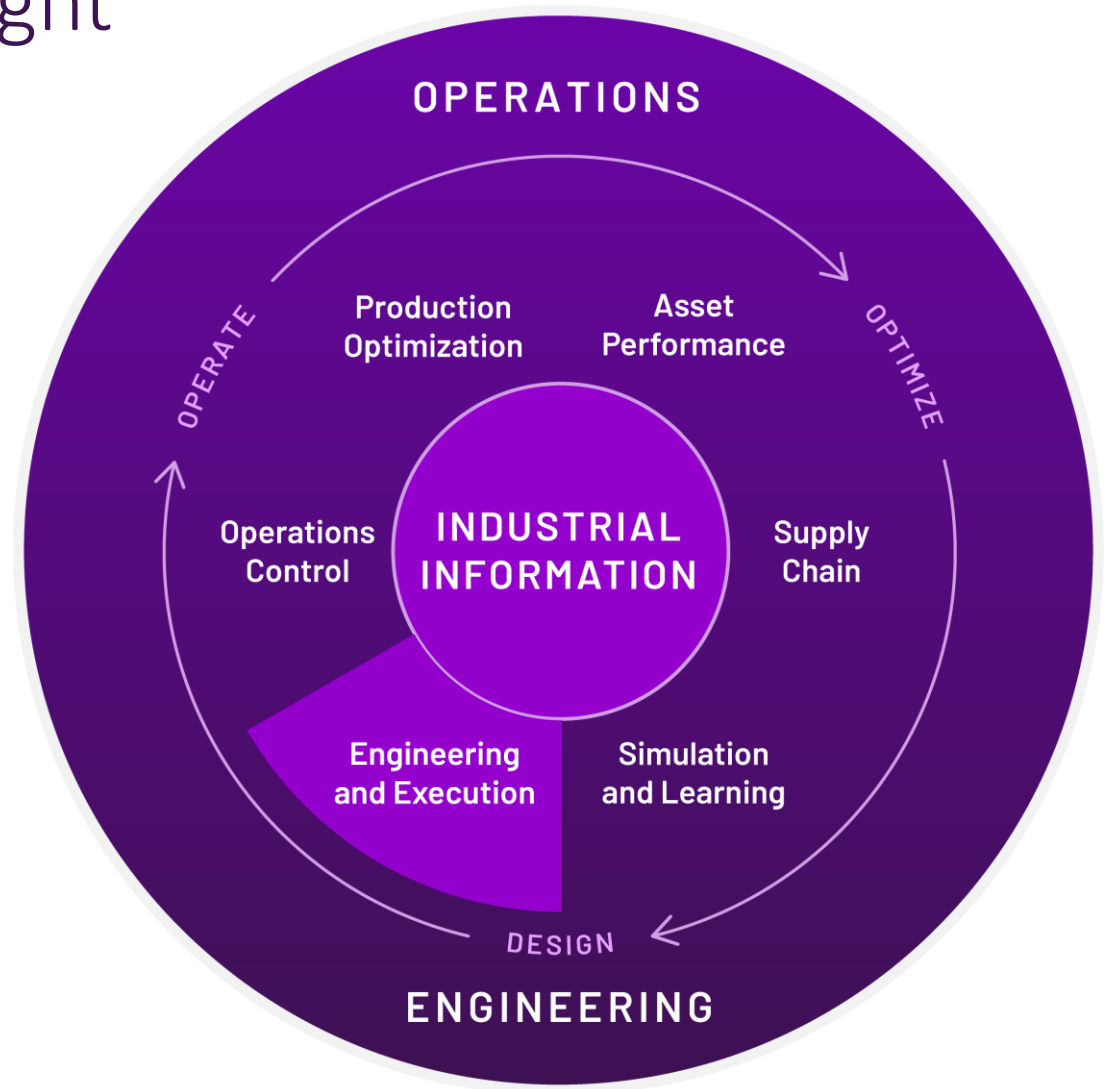 OPERATIONS
OPERATE
OPTIMIZE
Production
Optimization
Asset
Performance
Operations
Control
INDUSTRIAL
INFORMATION
Supply
Chain
Engineering
and Execution
Simulation
and Learning
DESIGN
ENGINEERING